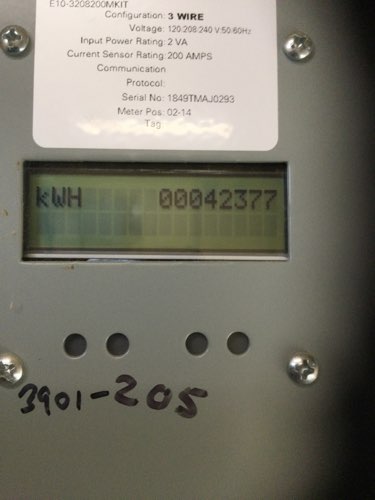 E10-3208200MKIT
Configuration: 3 WIRE
Voltage: 120:208:240 V:50:60Hz
Input Power Rating: 2 VA
Current Sensor Rating: 200 AMPS
Communication
Protocol:
Serial No: 1849TMAJ0293
Meter Pos: 02-14
Tag
kWH 00042377
3901-205